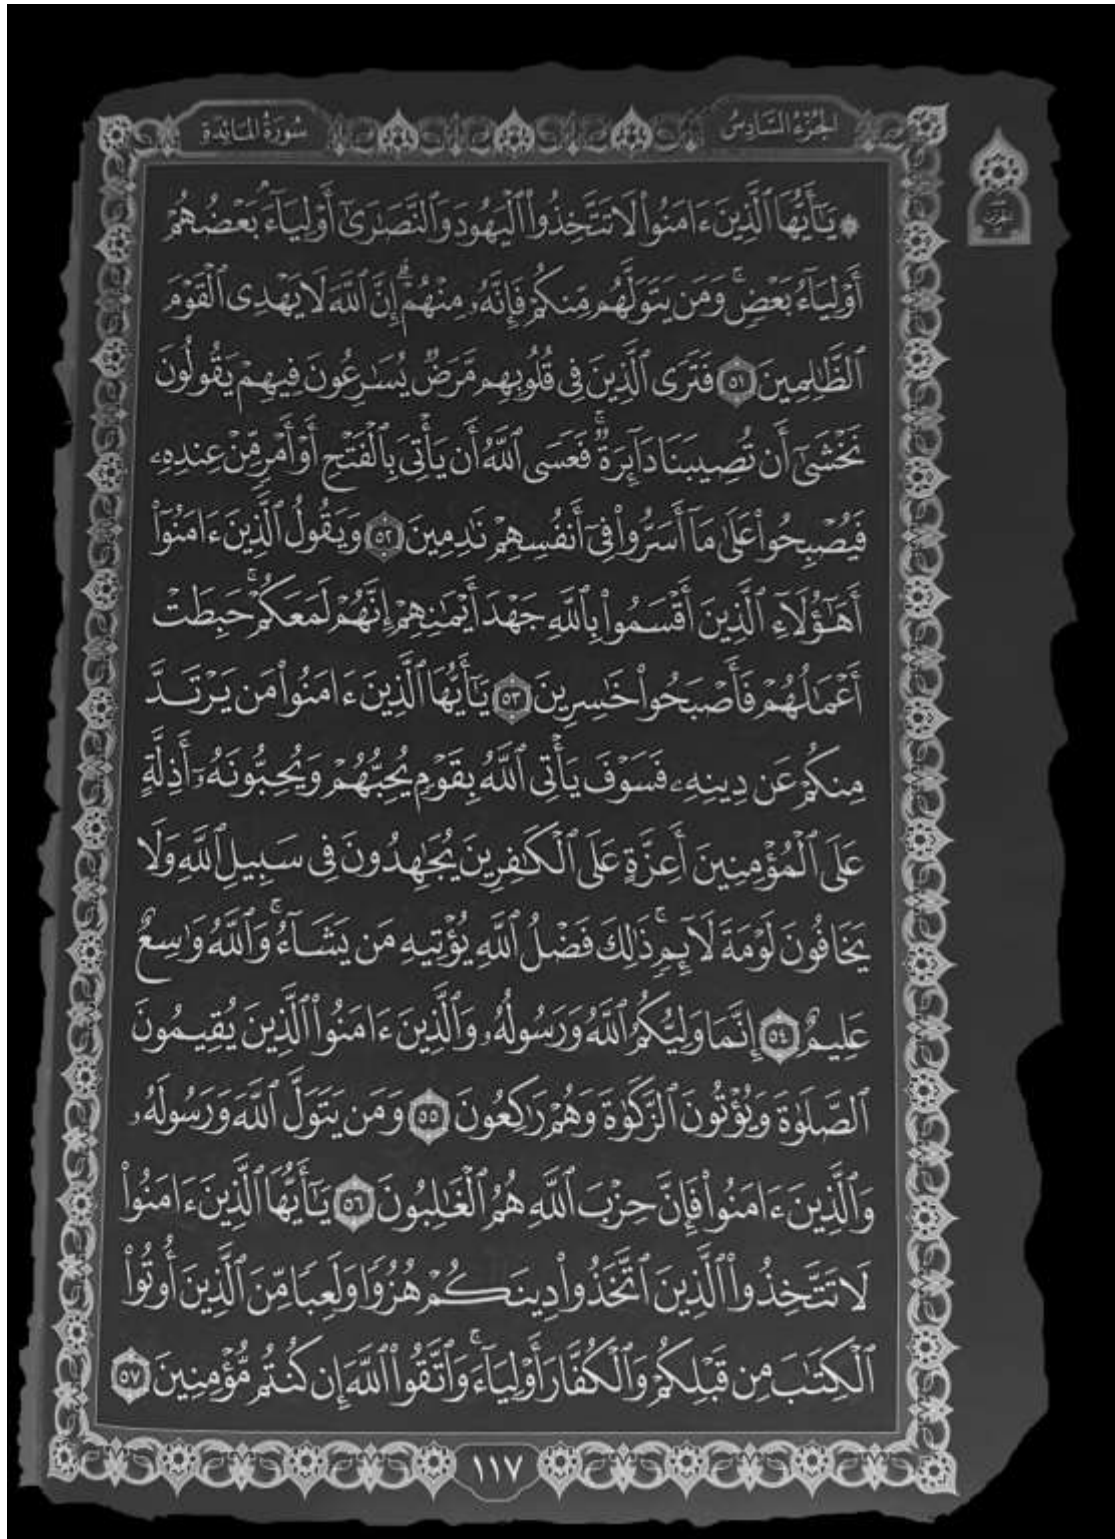 الجزء السادس
سورة المائدة
۞ يَٰٓأَيُّهَا ٱلَّذِينَ ءَامَنُوا۟ لَا تَتَّخِذُوا۟ ٱلْيَهُودَ وَٱلنَّصَٰرَىٰٓ أَوْلِيَآءَ ۘ بَعْضُهُمْ
أَوْلِيَآءُ بَعْضٍ ۚ وَمَن يَتَوَلَّهُم مِّنكُمْ فَإِنَّهُۥ مِنْهُمْ ۗ إِنَّ ٱللَّهَ لَا يَهْدِى ٱلْقَوْمَ
ٱلظَّٰلِمِينَ ٥١ فَتَرَى ٱلَّذِينَ فِى قُلُوبِهِم مَّرَضٌ يُسَٰرِعُونَ فِيهِمْ يَقُولُونَ
نَخْشَىٰٓ أَن تُصِيبَنَا دَآئِرَةٌ ۚ فَعَسَى ٱللَّهُ أَن يَأْتِىَ بِٱلْفَتْحِ أَوْ أَمْرٍ مِّنْ عِندِهِۦ
فَيُصْبِحُوا۟ عَلَىٰ مَآ أَسَرُّوا۟ فِىٓ أَنفُسِهِمْ نَٰدِمِينَ ٥٢ وَيَقُولُ ٱلَّذِينَ ءَامَنُوٓا۟
أَهَٰٓؤُلَآءِ ٱلَّذِينَ أَقْسَمُوا۟ بِٱللَّهِ جَهْدَ أَيْمَٰنِهِمْ إِنَّهُمْ لَمَعَكُمْ ۚ حَبِطَتْ
أَعْمَٰلُهُمْ فَأَصْبَحُوا۟ خَٰسِرِينَ ٥٣ يَٰٓأَيُّهَا ٱلَّذِينَ ءَامَنُوا۟ مَن يَرْتَدَّ
مِنكُمْ عَن دِينِهِۦ فَسَوْفَ يَأْتِى ٱللَّهُ بِقَوْمٍ يُحِبُّهُمْ وَيُحِبُّونَهُۥٓ أَذِلَّةٍ
عَلَى ٱلْمُؤْمِنِينَ أَعِزَّةٍ عَلَى ٱلْكَٰفِرِينَ يُجَٰهِدُونَ فِى سَبِيلِ ٱللَّهِ وَلَا
يَخَافُونَ لَوْمَةَ لَآئِمٍ ۚ ذَٰلِكَ فَضْلُ ٱللَّهِ يُؤْتِيهِ مَن يَشَآءُ ۚ وَٱللَّهُ وَٰسِعٌ
عَلِيمٌ ٥٤ إِنَّمَا وَلِيُّكُمُ ٱللَّهُ وَرَسُولُهُۥ وَٱلَّذِينَ ءَامَنُوا۟ ٱلَّذِينَ يُقِيمُونَ
ٱلصَّلَوٰةَ وَيُؤْتُونَ ٱلزَّكَوٰةَ وَهُمْ رَٰكِعُونَ ٥٥ وَمَن يَتَوَلَّ ٱللَّهَ وَرَسُولَهُۥ
وَٱلَّذِينَ ءَامَنُوا۟ فَإِنَّ حِزْبَ ٱللَّهِ هُمُ ٱلْغَٰلِبُونَ ٥٦ يَٰٓأَيُّهَا ٱلَّذِينَ ءَامَنُوا۟
لَا تَتَّخِذُوا۟ ٱلَّذِينَ ٱتَّخَذُوا۟ دِينَكُمْ هُزُوًا وَلَعِبًا مِّنَ ٱلَّذِينَ أُوتُوا۟
ٱلْكِتَٰبَ مِن قَبْلِكُمْ وَٱلْكُفَّارَ أَوْلِيَآءَ ۚ وَٱتَّقُوا۟ ٱللَّهَ إِن كُنتُم مُّؤْمِنِينَ ٥٧
١١٧